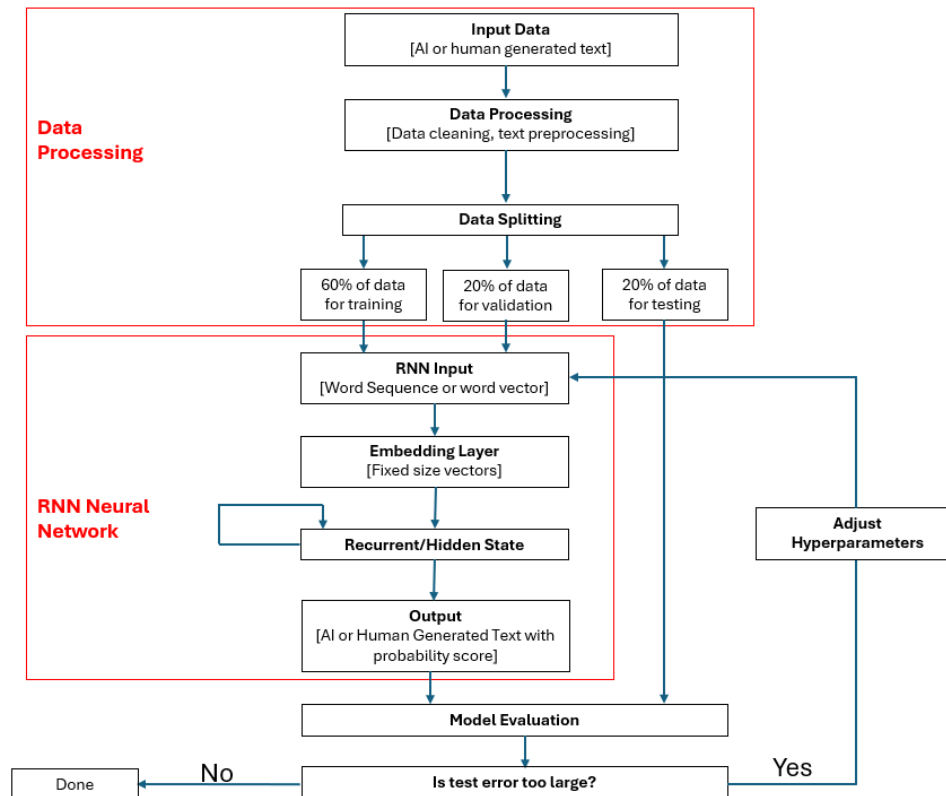 Input Data
[AI or human generated text]
Data
Processing
Data Processing
[Data cleaning, text preprocessing]
Data Splitting
60% of data
for training
20% of data
for validation
20% of data
for testing
RNN Input
[Word Sequence or word vector]
Embedding Layer
[Fixed size vectors]
RNN Neural
Network
Recurrent/Hidden State
Adjust
Hyperparameters
Output
[AI or Human Generated Text with
probability score]
Model Evaluation
Is test error too large?
No
Yes
Done